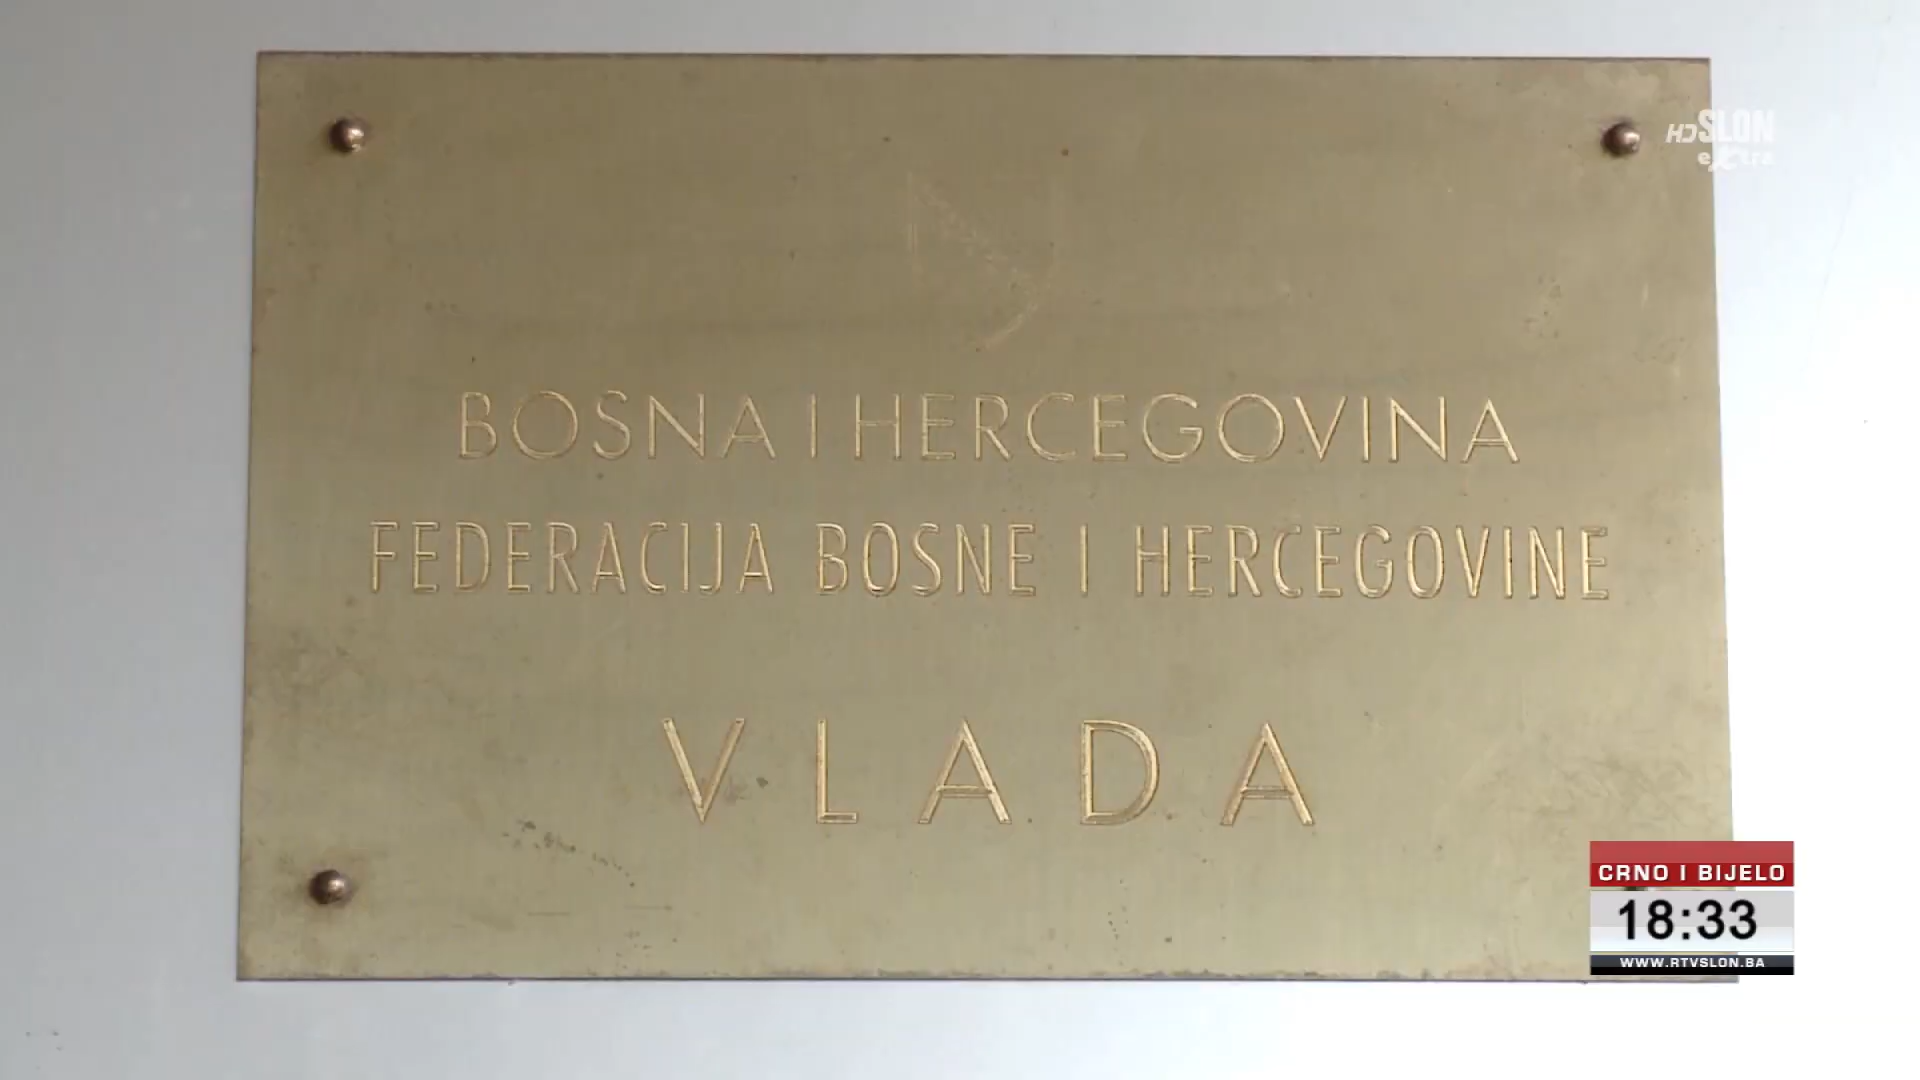 HD SLON
extra
BOSNA I HERCEGOVINA
FEDERACIJA BOSNE I HERCEGOVINE
VLADA
CRNO I BIJELO
18:33
WWW.RTVSLON.BA